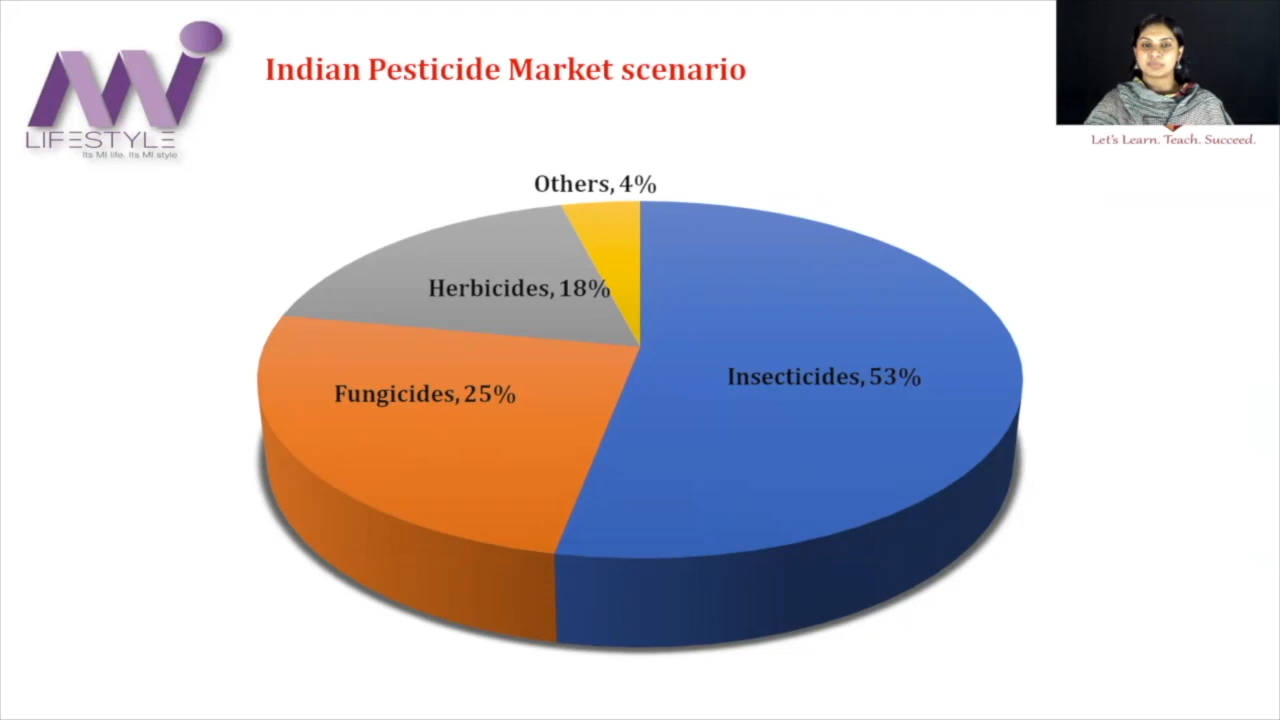 Indian Pesticide Market scenario
LIFESTYLE
Its MI life. Its MI style
Let's Learn. Teach. Succeed.
Others, 4%
Herbicides, 18%
Insecticides, 53%
Fungicides, 25%